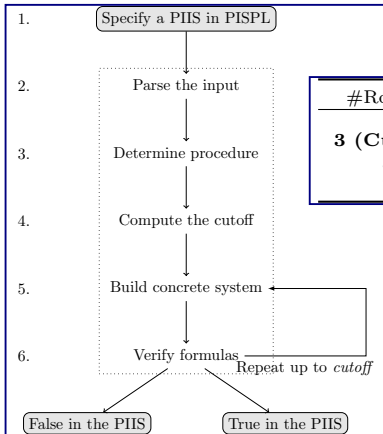 1. Specify a PIIS in PISPL
2. Parse the input
#Ro
3. Determine procedure
3 (Cu
4. Compute the cutoff
5. Build concrete system
6. Verify formulas
Repeat up to cutoff
False in the PIIS True in the PIIS